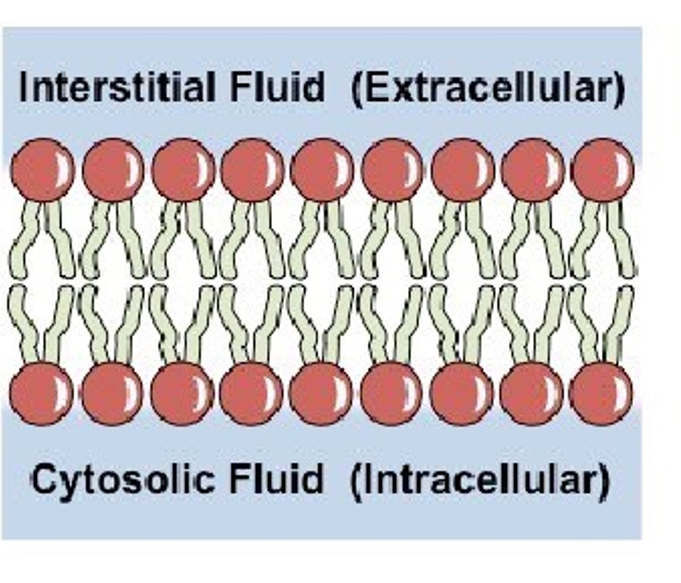 Interstitial Fluid (Extracellular)
Cytosolic Fluid (Intracellular)